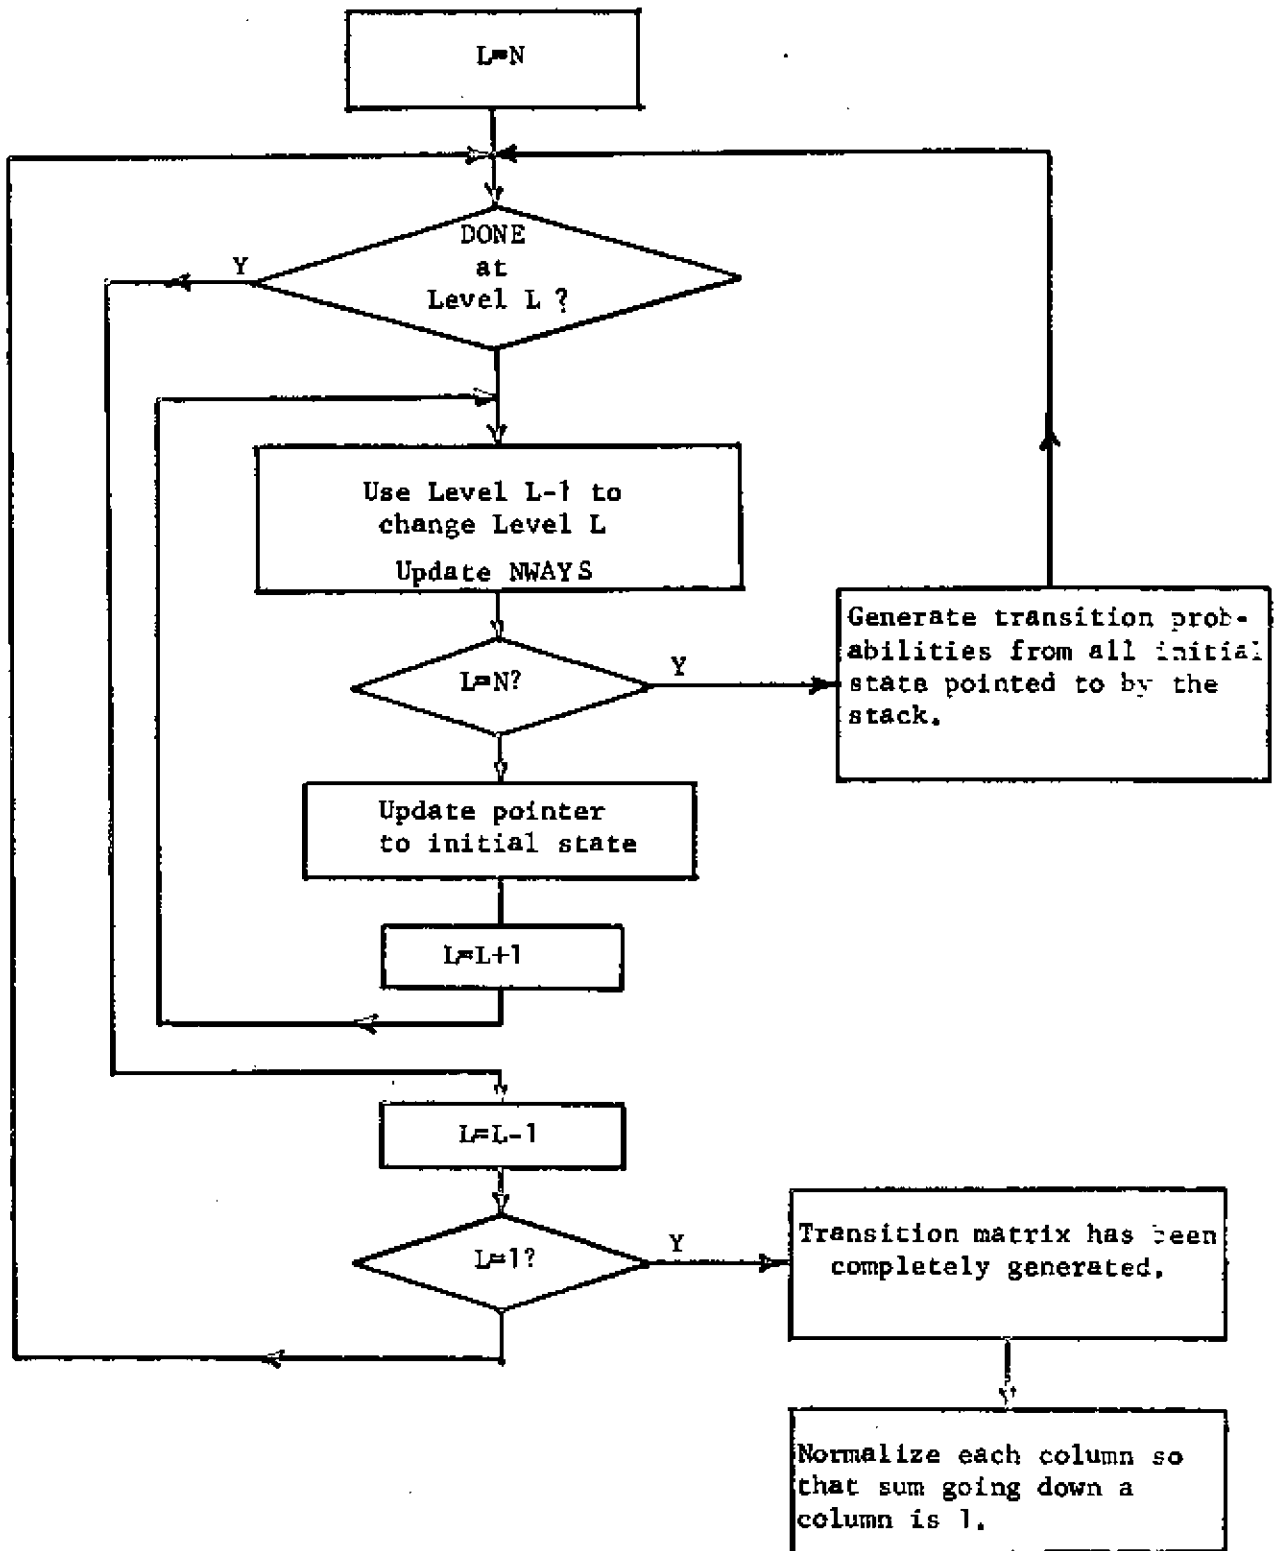 L=N
DONE
at
Level L ?
Y
Use Level L-1 to
change Level L
Update NWAYS
L=N?
Y
Generate transition prob-
abilities from all initial
state pointed to by the
stack.
Update pointer
to initial state
L=L+1
L=L-1
L=1?
Y
Transition matrix has been
completely generated.
Normalize each column so
that sum going down a
column is 1.